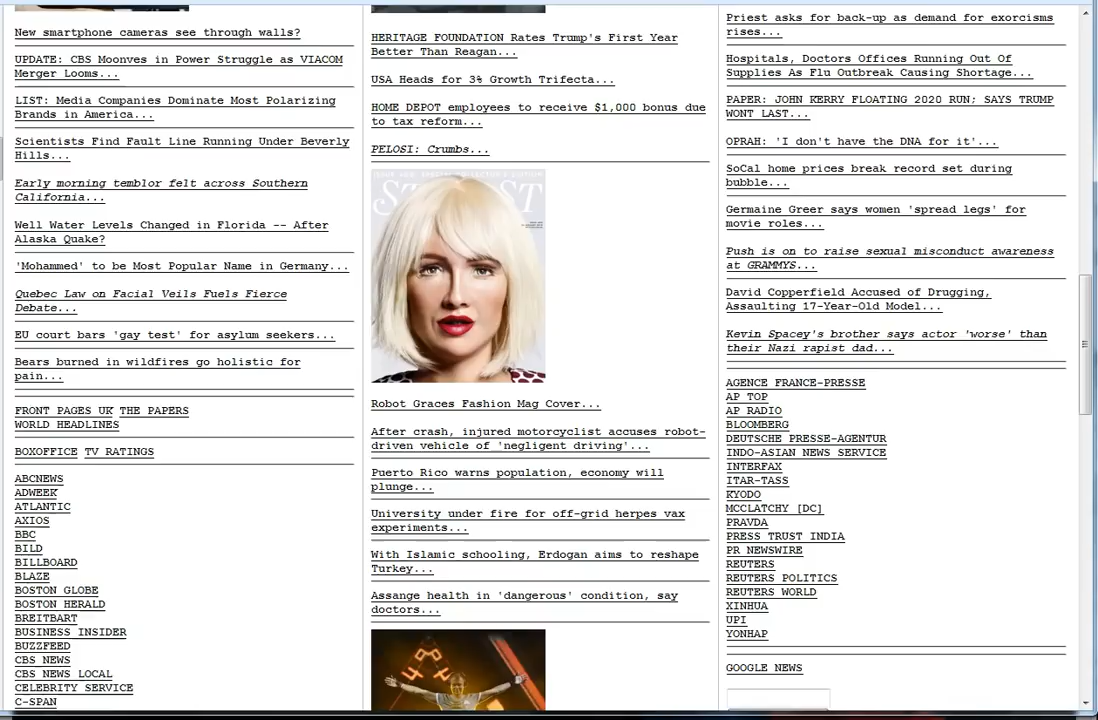 New smartphone cameras see through walls?
UPDATE: CBS Moonves in Power Struggle as VIACOM
Merger Looms...
LIST: Media Companies Dominate Most Polarizing
Brands in America...
Scientists Find Fault Line Running Under Beverly
Hills...
Early morning temblor felt across Southern
California...
Well Water Levels Changed in Florida -- After
Alaska Quake?
'Mohammed' to be Most Popular Name in Germany...
Quebec Law on Facial Veils Fuels Fierce
Debate...
EU court bars 'gay test' for asylum seekers...
Bears burned in wildfires go holistic for
pain...
FRONT PAGES UK THE PAPERS
WORLD HEADLINES
BOXOFFICE TV RATINGS
ABCNEWS
ADWEEK
ATLANTIC
AXIOS
BBC
BILD
BILLBOARD
BLAZE
BOSTON GLOBE
BOSTON HERALD
BREITBART
BUSINESS INSIDER
BUZZFEED
CBS NEWS
CBS NEWS LOCAL
CELEBRITY SERVICE
C-SPAN
HERITAGE FOUNDATION Rates Trump's First Year
Better Than Reagan...
USA Heads for 3% Growth Trifecta...
HOME DEPOT employees to receive $1,000 bonus due
to tax reform...
PELOSI: Crumbs...
Robot Graces Fashion Mag Cover...
After crash, injured motorcyclist accuses robot-
driven vehicle of 'negligent driving'...
Puerto Rico warns population, economy will
plunge...
University under fire for off-grid herpes vax
experiments...
With Islamic schooling, Erdogan aims to reshape
Turkey...
Assange health in 'dangerous' condition, say
doctors...
Priest asks for back-up as demand for exorcisms
rises...
Hospitals, Doctors Offices Running Out Of
Supplies As Flu Outbreak Causing Shortage...
PAPER: JOHN KERRY FLOATING 2020 RUN; SAYS TRUMP
WONT LAST...
OPRAH: 'I don't have the DNA for it'...
SoCal home prices break record set during
bubble...
Germaine Greer says women 'spread legs' for
movie roles...
Push is on to raise sexual misconduct awareness
at GRAMMYS...
David Copperfield Accused of Drugging,
Assaulting 17-Year-Old Model...
Kevin Spacey's brother says actor 'worse' than
their Nazi rapist dad...
AGENCE FRANCE-PRESSE
AP TOP
AP RADIO
BLOOMBERG
DEUTSCHE PRESSE-AGENTUR
INDO-ASIAN NEWS SERVICE
INTERFAX
ITAR-TASS
KYODO
MCCLATCHY [DC]
PRAVDA
PRESS TRUST INDIA
PR NEWSWIRE
REUTERS
REUTERS POLITICS
REUTERS WORLD
XINHUA
UPI
YONHAP
GOOGLE NEWS